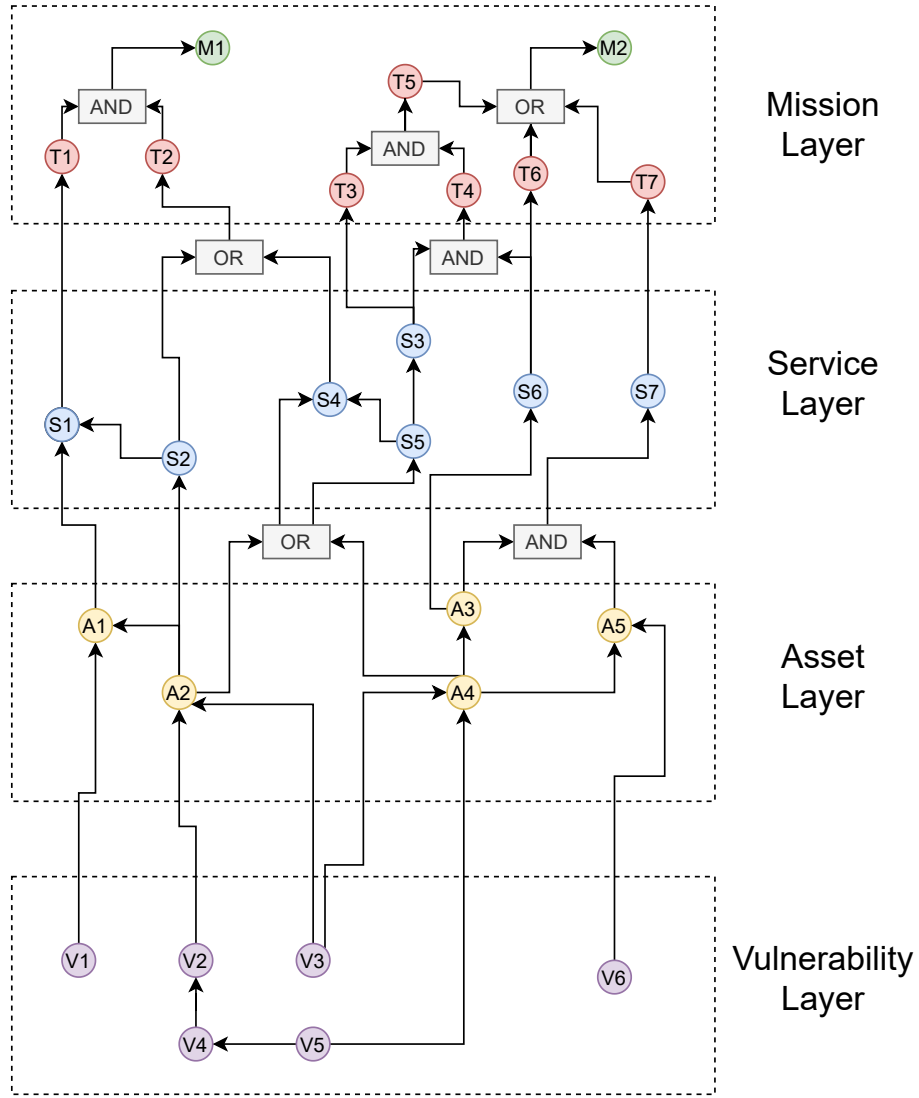 M1
M2
T5
AND
OR
Mission
Layer
AND
T1
T2
T6
T7
T3
T4
OR
AND
S3
Service
Layer
S4
S6
S7
S1
S5
S2
OR
AND
A3
A1
A5
Asset
Layer
A2
A4
V1
V2
V3
V6
Vulnerability
Layer
V4
V5